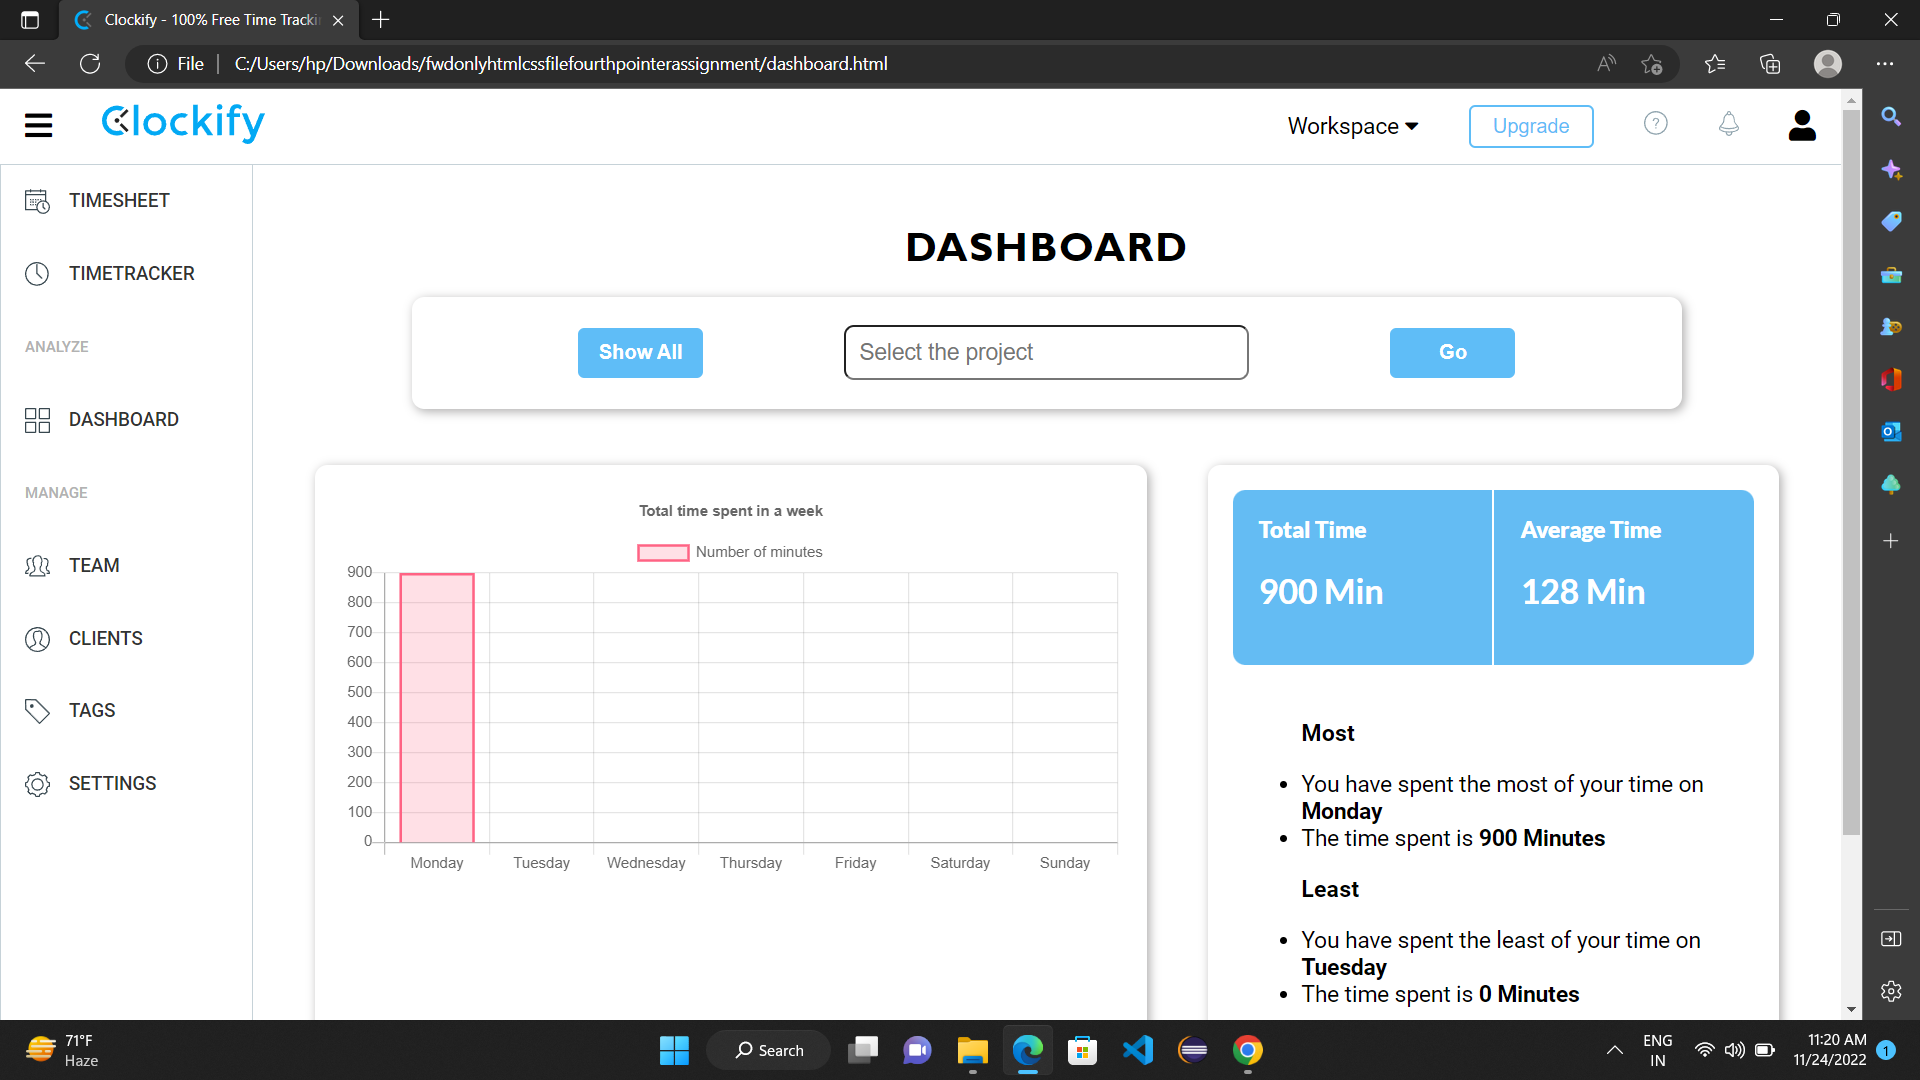 Clockify - 100% Free Time Tracki
File
C:/Users/hp/Downloads/fwdonlyhtmlcssfilefourthpointerassignment/dashboard.html
Clockify
Workspace
Upgrade
TIMESHEET
TIMETRACKER
ANALYZE
DASHBOARD
MANAGE
TEAM
CLIENTS
TAGS
SETTINGS
DASHBOARD
Show All
Select the project
Go
Total time spent in a week
Number of minutes
900
800
700
600
500
400
300
200
100
0
Monday Tuesday Wednesday Thursday Friday Saturday Sunday
Total Time
900 Min
Average Time
128 Min
Most
• You have spent the most of your time on
Monday
• The time spent is 900 Minutes
Least
• You have spent the least of your time on
Tuesday
• The time spent is 0 Minutes
71°F
Haze
Search
ENG
IN
11:20 AM
11/24/2022
1